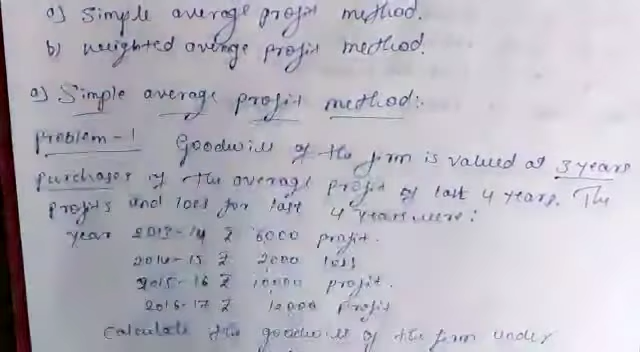 a) Simple average profit method.
b) weighted average profit method.
a) Simple average profit method:
Problem-1 Goodwill of the firm is valued at 3 years
purchases of the average profit of last 4 years. The
profits and loss for last 4 years were:
year 2013-14 ₹ 6000 profit.
2014-15 ₹ 2000 loss
2015-16 ₹ 10000 profit.
2016-17 ₹ Profit
Calculate the goodwill of the firm under